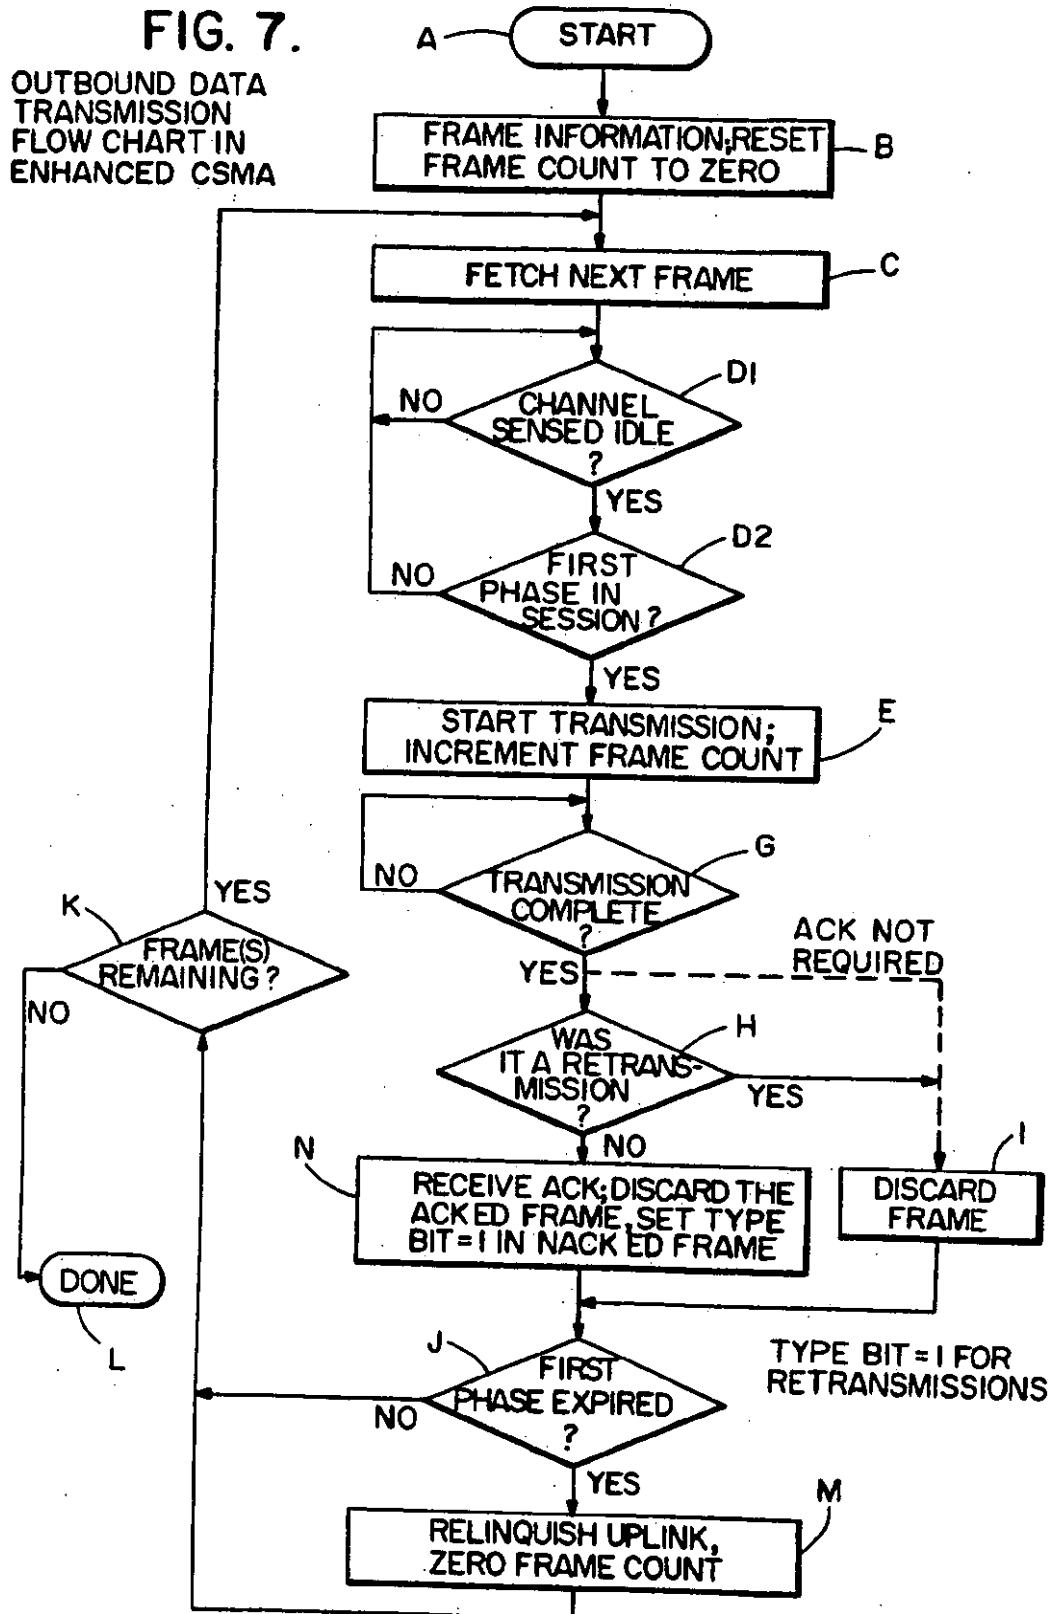 FIG. 7.
OUTBOUND DATA
TRANSMISSION
FLOW CHART IN
ENHANCED CSMA
A
START
FRAME INFORMATION;RESET
FRAME COUNT TO ZERO
B
FETCH NEXT FRAME
C
D1
NO
CHANNEL
SENSED IDLE
?
YES
D2
NO
FIRST
PHASE IN
SESSION?
YES
START TRANSMISSION;
INCREMENT FRAME COUNT
E
G
NO
TRANSMISSION
COMPLETE
?
YES
ACK NOT
REQUIRED
K
YES
FRAME(S)
REMAINING?
NO
H
WAS
IT A RETRANS-
MISSION
?
YES
NO
N
RECEIVE ACK;DISCARD THE
ACKED FRAME,SET TYPE
BIT=1 IN NACKED FRAME
I
DISCARD
FRAME
DONE
L
J
FIRST
PHASE EXPIRED
?
NO
YES
TYPE BIT=1 FOR
RETRANSMISSIONS
M
RELINQUISH UPLINK,
ZERO FRAME COUNT